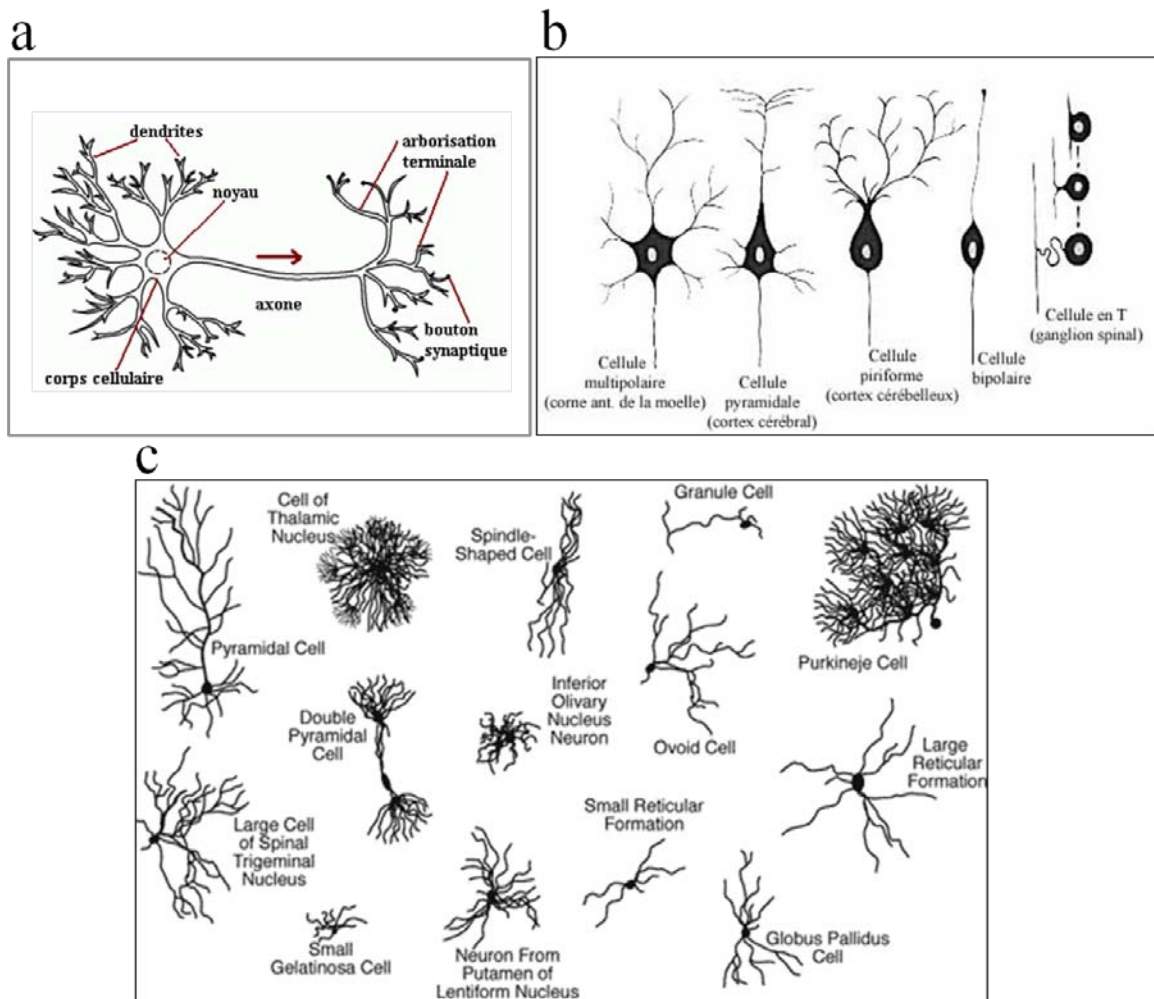 a
dendrites
noyau
arborisation
terminale
axone
bouton
synaptique
corps cellulaire
b
Cellule
multipolaire
(corne ant. de la moelle)
Cellule
pyramidale
(cortex cérébral)
Cellule
piriforme
(cortex cérébelleux)
Cellule
bipolaire
Cellule en T
(ganglion spinal)
c
Pyramidal Cell
Cell of
Thalamic
Nucleus
Spindle-
Shaped Cell
Granule Cell
Purkineje Cell
Double
Pyramidal
Cell
Inferior
Olivary
Nucleus
Neuron
Ovoid Cell
Large
Reticular
Formation
Large Cell
of Spinal
Trigeminal
Nucleus
Small Reticular
Formation
Small
Gelatinosa Cell
Neuron From
Putamen of
Lentiform Nucleus
Globus Pallidus
Cell